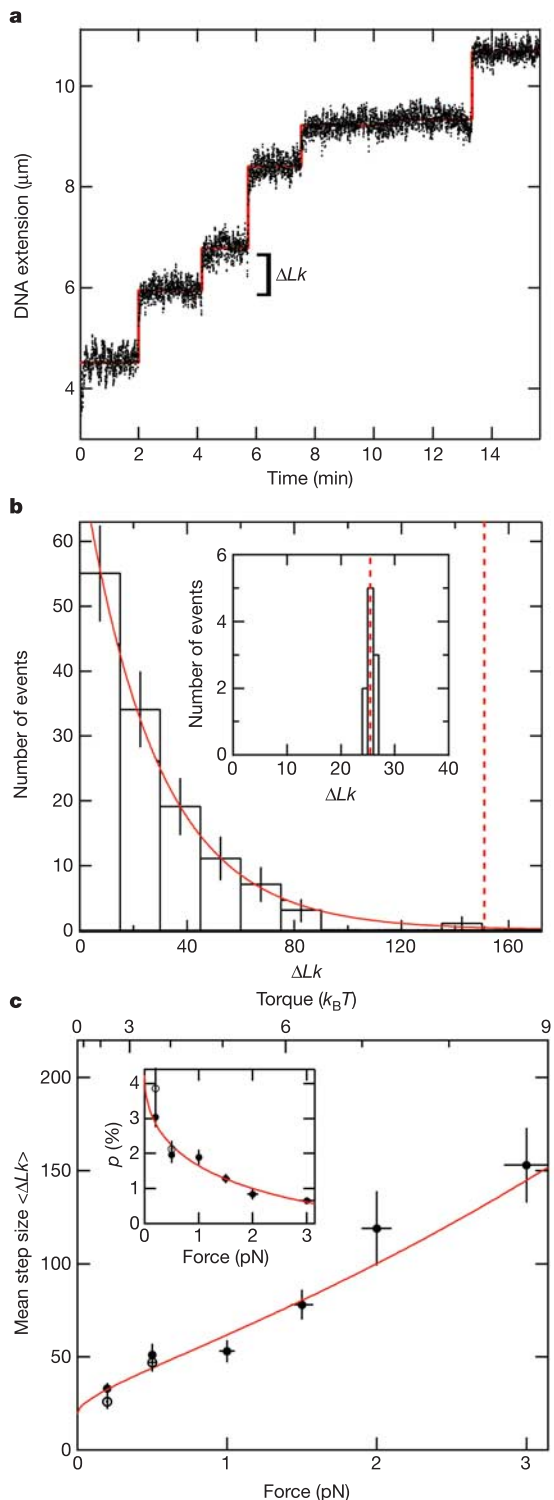 a
10
8
6
4
DNA extension (μm)
ΔLk
0 2 4 6 8 10 12 14
Time (min)
b
60
50
40
30
20
10
0
Number of events
6
4
2
0
Number of events
0 10 20 30 40
ΔLk
0 40 80 120 160
ΔLk
c
Torque (kBT)
0 3 6 9
200
150
100
50
0
Mean step size <ΔLk>
4
3
2
1
0
p (%)
0 1 2 3
Force (pN)
0 1 2 3
Force (pN)